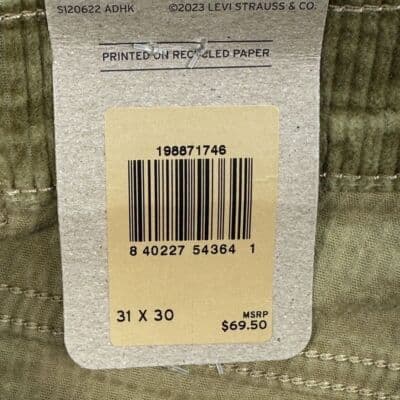 S120622 ADHK ©2023 LEVI STRAUSS & CO.
PRINTED ON RECYCLED PAPER
198871746
8 40227 54364 1
31 X 30
MSRP
$69.50